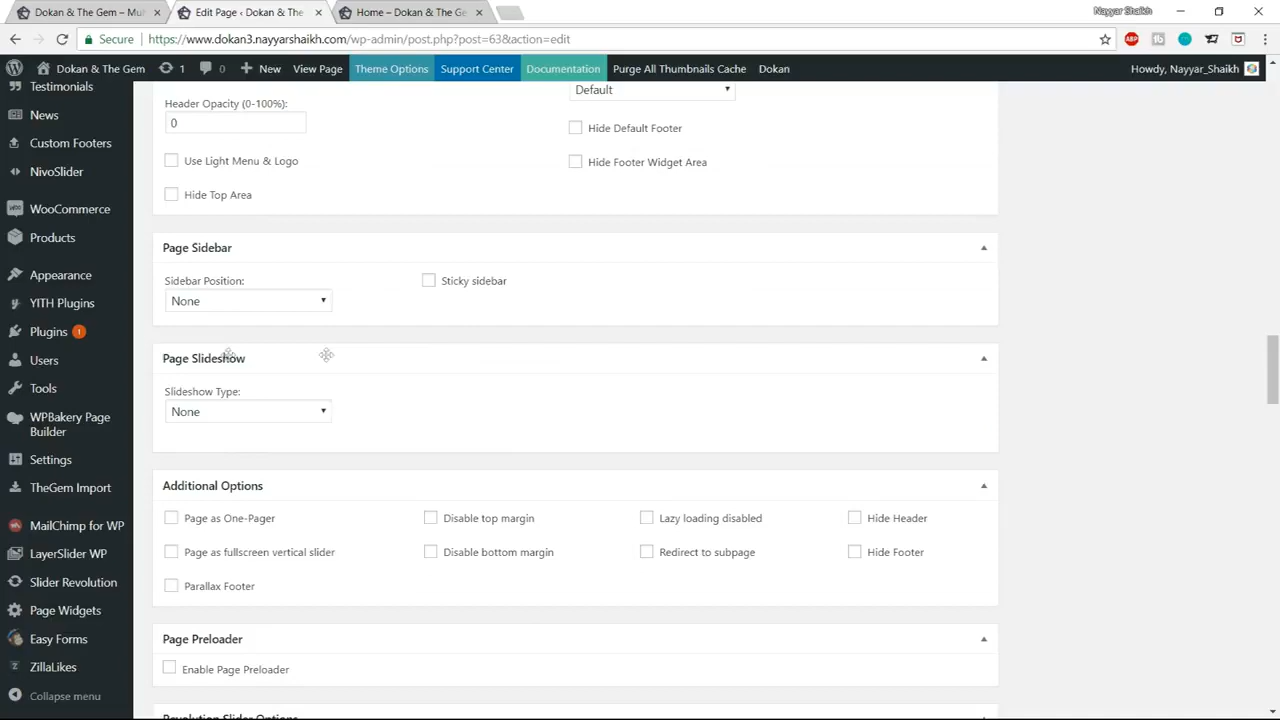 Dokan & The Gem – Mul
Edit Page ‹ Dokan & The
Home – Dokan & The Ge
Nayyar Shaikh
Secure
https://www.dokan3.nayyarshaikh.com/wp-admin/post.php?post=63&action=edit
Dokan & The Gem
1
0
New
View Page
Theme Options
Support Center
Documentation
Purge All Thumbnails Cache
Dokan
Howdy, Nayyar_Shaikh
Testimonials
News
Custom Footers
NivoSlider
WooCommerce
Products
Appearance
YITH Plugins
Plugins 1
Users
Tools
WPBakery Page
Builder
Settings
TheGem Import
MailChimp for WP
LayerSlider WP
Slider Revolution
Page Widgets
Easy Forms
ZillaLikes
Collapse menu
Header Opacity (0-100%):
0
Use Light Menu & Logo
Hide Top Area
Default
Hide Default Footer
Hide Footer Widget Area
Page Sidebar
Sidebar Position:
None
Sticky sidebar
Page Slideshow
Slideshow Type:
None
Additional Options
Page as One-Pager
Disable top margin
Lazy loading disabled
Hide Header
Page as fullscreen vertical slider
Disable bottom margin
Redirect to subpage
Hide Footer
Parallax Footer
Page Preloader
Enable Page Preloader
Revolution Slider Options